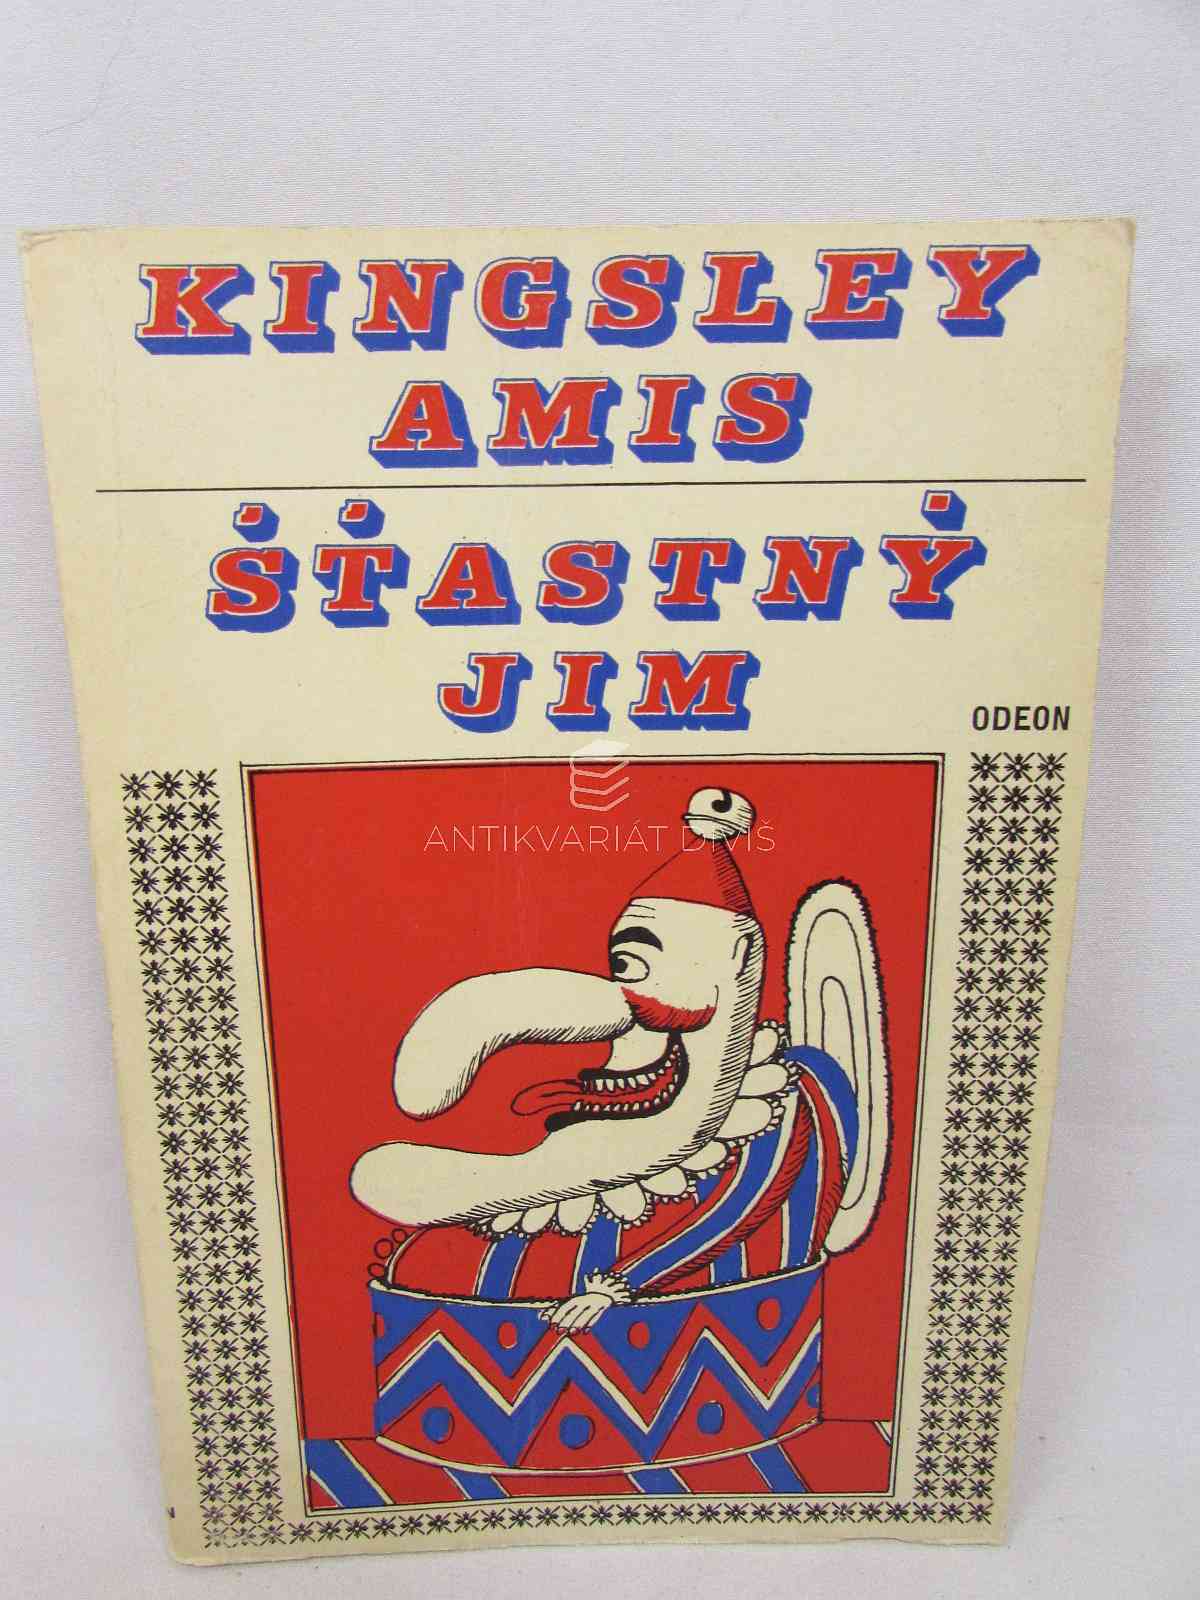 KINGSLEY
AMIS
ŠŤASTNÝ
JIM
ODEON
ANTIKVARIÁT DIVIŠ